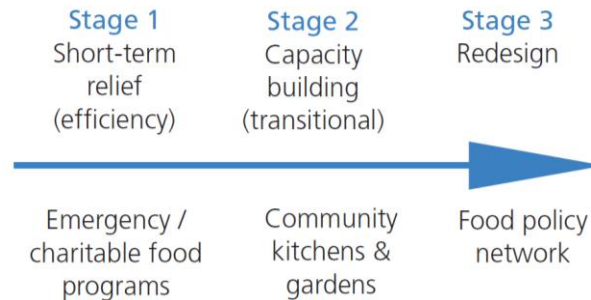 Stage 1
Short-term
relief
(efficiency)
Stage 2
Capacity
building
(transitional)
Stage 3
Redesign
Emergency /
charitable food
programs
Community
kitchens &
gardens
Food policy
network